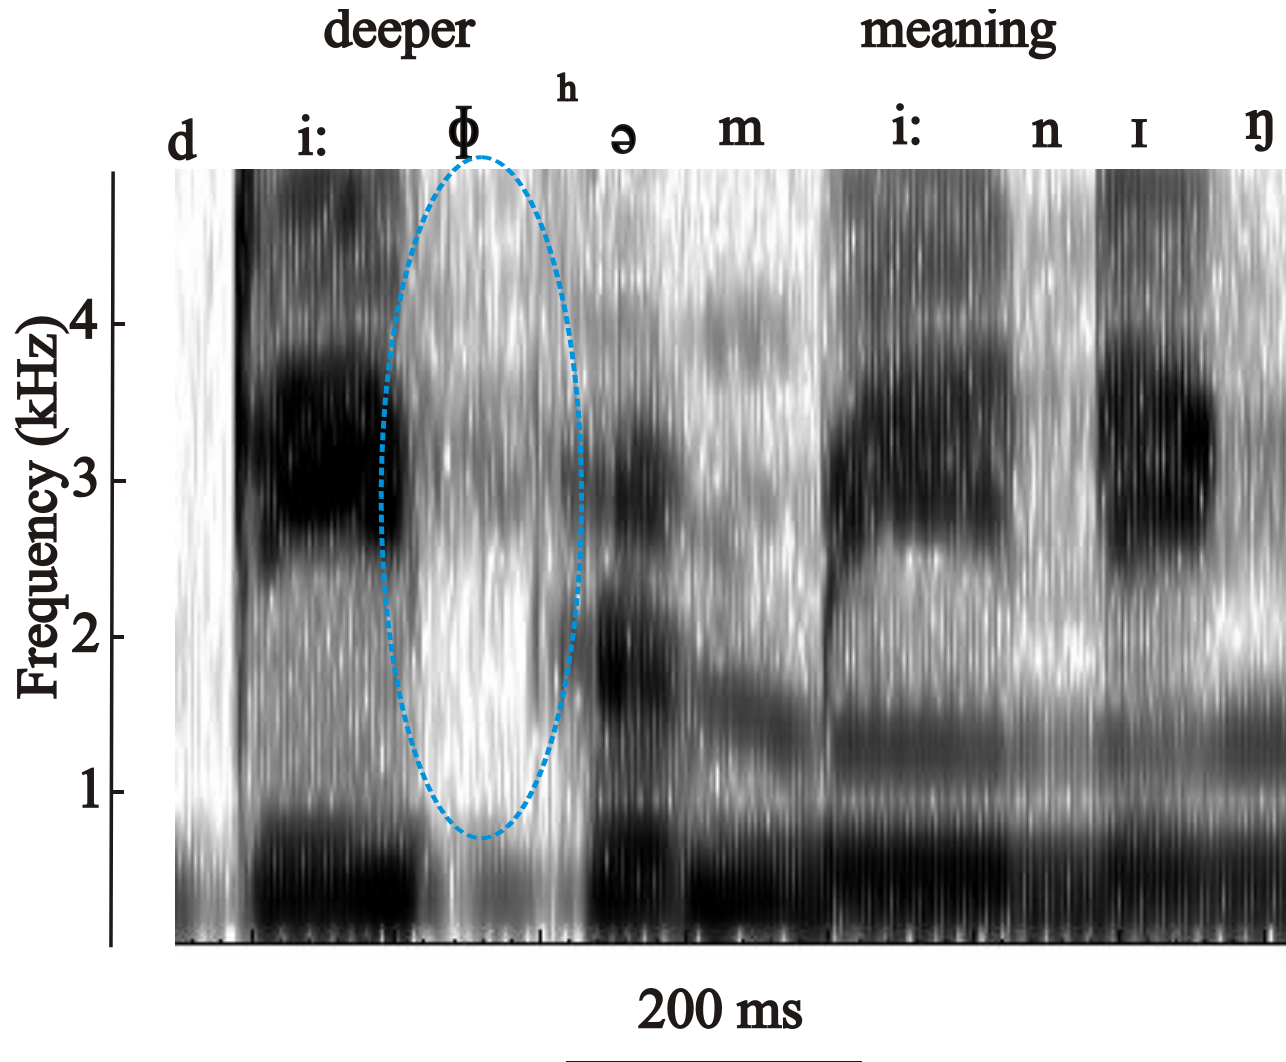 deeper meaning
h
d i: ɸ ə m i: n ɪ ŋ
Frequency (kHz)
4
3
2
1
200 ms